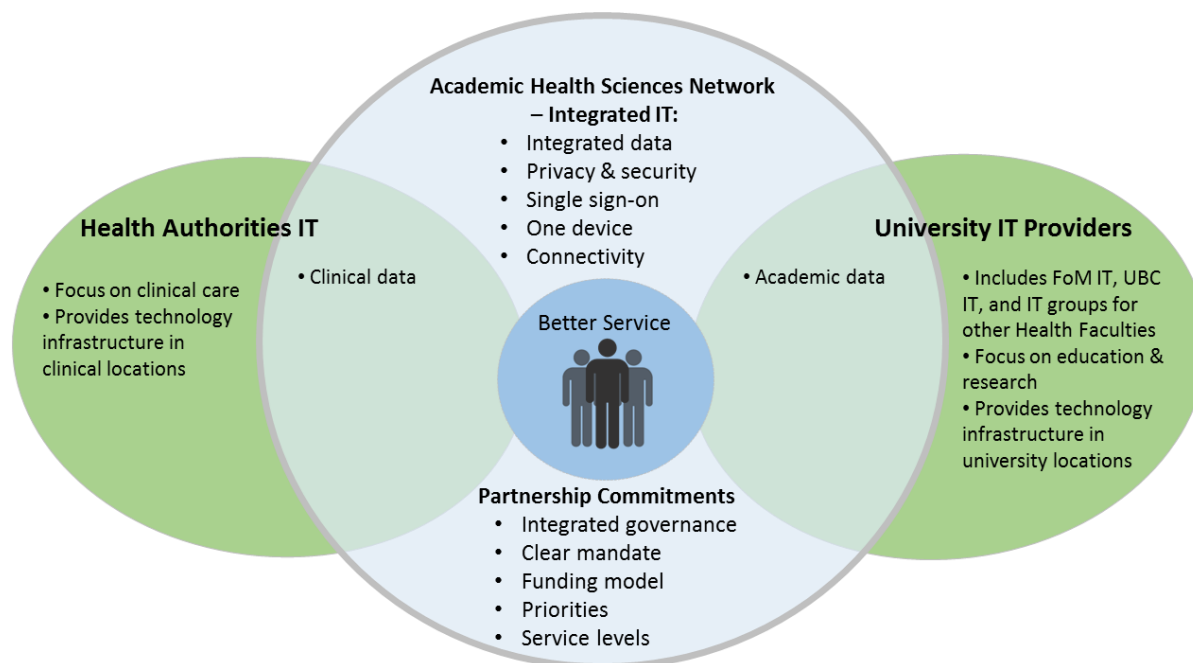 Academic Health Sciences Network
– Integrated IT:
• Integrated data
• Privacy & security
• Single sign-on
• One device
• Connectivity
Health Authorities IT
• Focus on clinical care
• Provides technology
infrastructure in
clinical locations
• Clinical data
Better Service
• Academic data
University IT Providers
• Includes FoM IT, UBC
IT, and IT groups for
other Health Faculties
• Focus on education &
research
• Provides technology
infrastructure in
university locations
Partnership Commitments
• Integrated governance
• Clear mandate
• Funding model
• Priorities
• Service levels